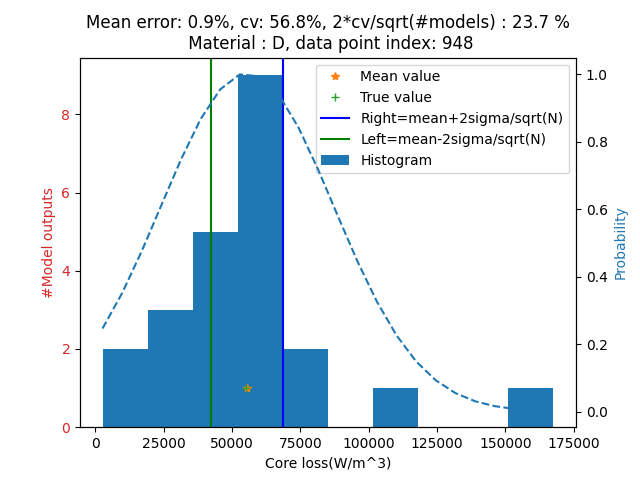 Mean error: 0.9%, cv: 56.8%, 2*cv/sqrt(#models) : 23.7 %
Material : D, data point index: 948
Mean value
True value
Right=mean+2sigma/sqrt(N)
Left=mean-2sigma/sqrt(N)
Histogram
#Model outputs
8
6
4
2
0
1.0
0.8
0.6
0.4
0.2
0.0
Probability
0
25000
50000
75000
100000
125000
150000
175000
Core loss(W/m^3)